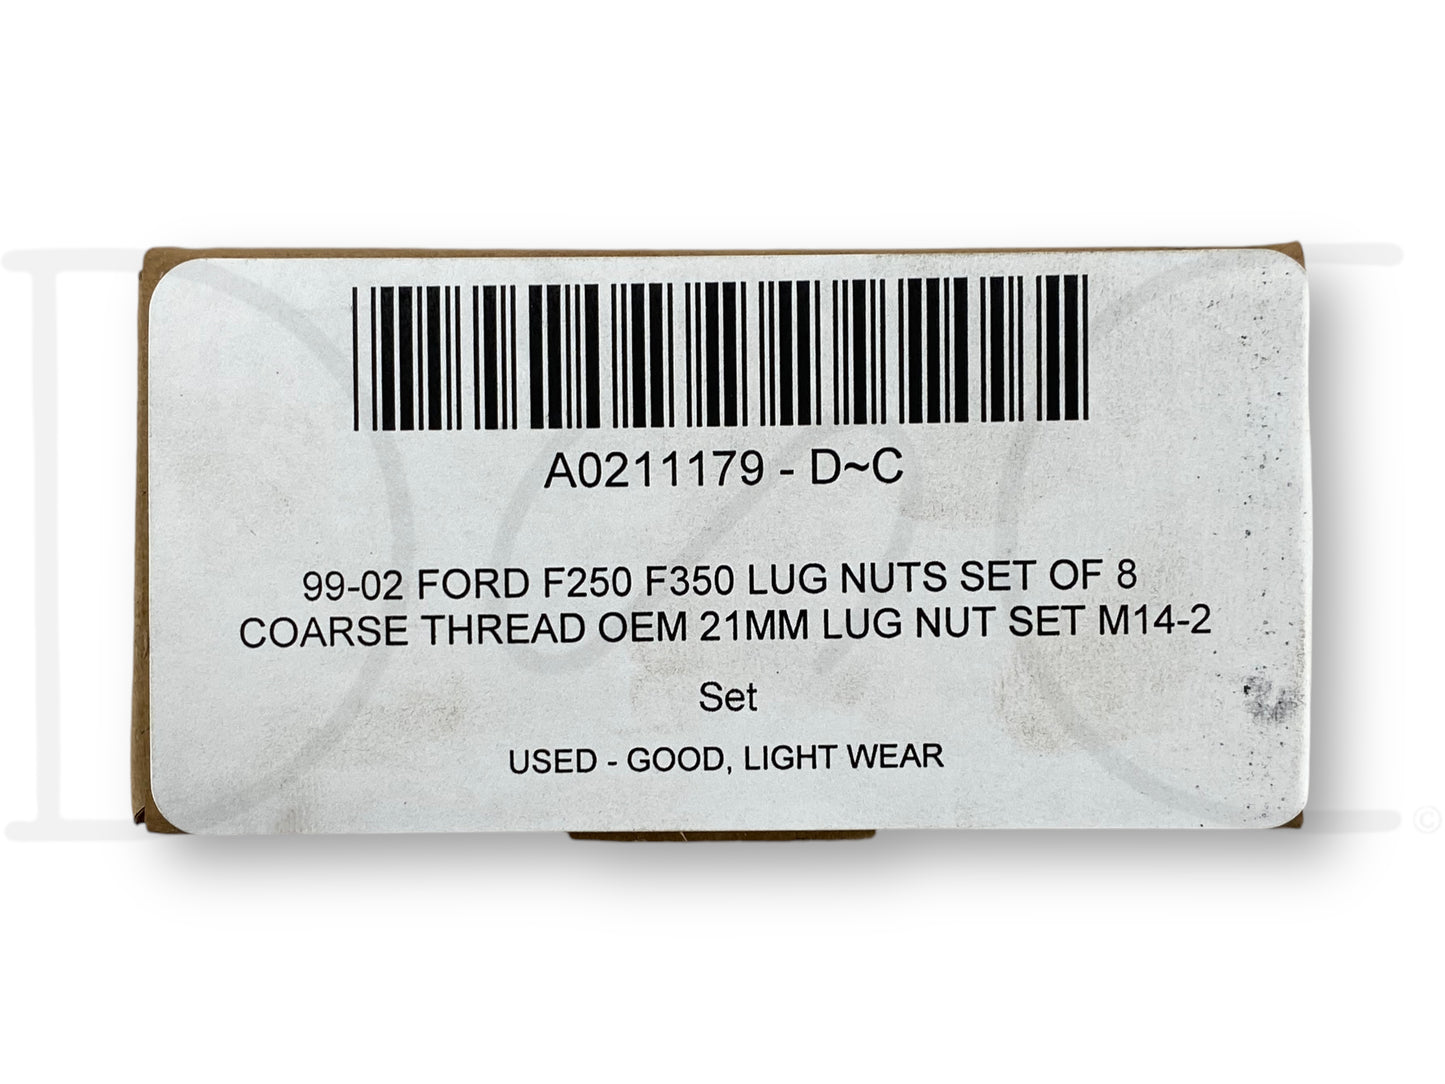 A0211179 - D~C
99-02 FORD F250 F350 LUG NUTS SET OF 8
COARSE THREAD OEM 21MM LUG NUT SET M14-2
Set
USED - GOOD, LIGHT WEAR
©